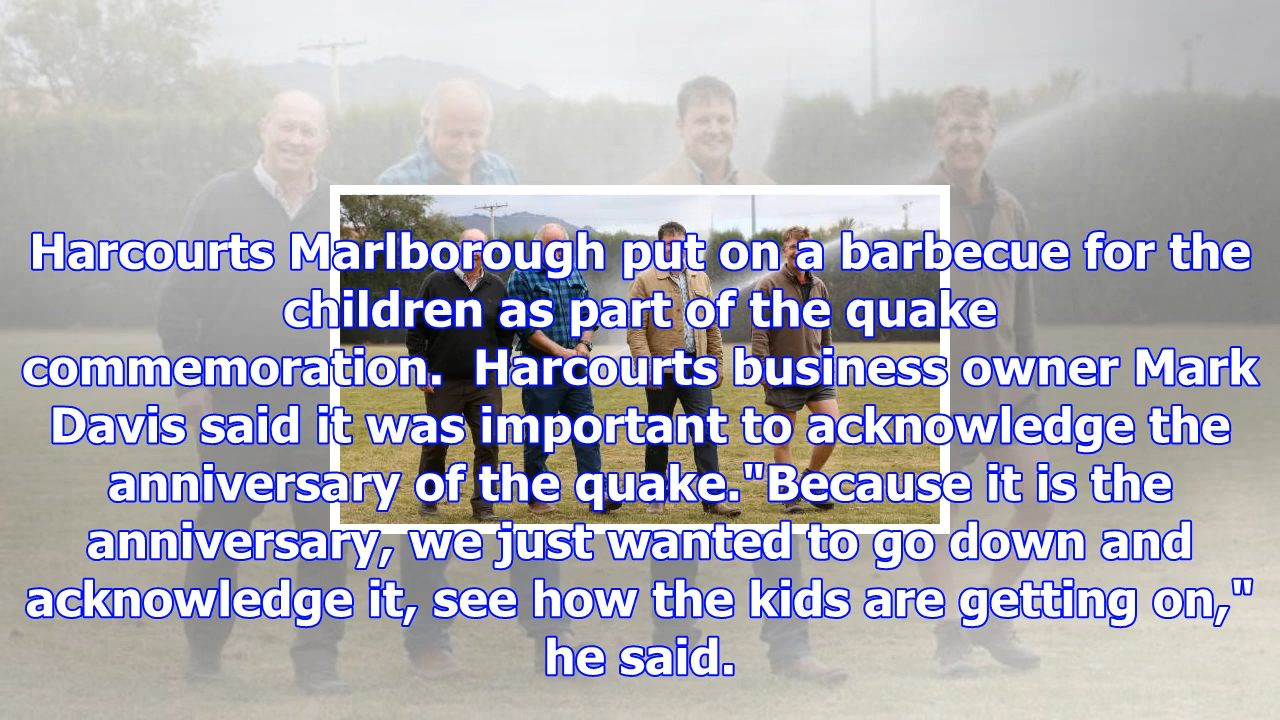 Harcourts Marlborough put on a barbecue for the
children as part of the quake
commemoration.  Harcourts business owner Mark
Davis said it was important to acknowledge the
anniversary of the quake."Because it is the
anniversary, we just wanted to go down and
acknowledge it, see how the kids are getting on,"
he said.